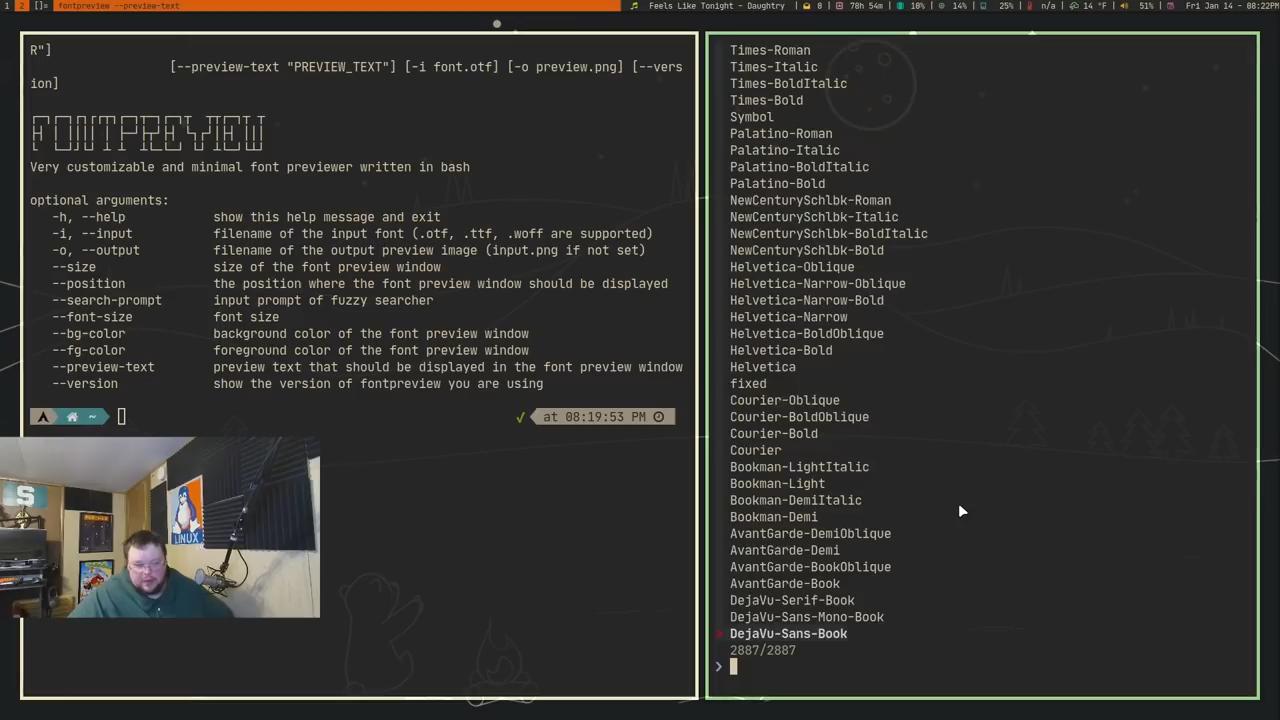 1 2 []= fontpreview --preview-text
Feels Like Tonight - Daughtry | 0 | 78h 54m | 10% | 14% | 25% | n/a | 14 °F | 51% | Fri Jan 14 - 08:22PM
R"]
[--preview-text "PREVIEW_TEXT"] [-i font.otf] [-o preview.png] [--vers
ion]
Very customizable and minimal font previewer written in bash
optional arguments:
-h, --help show this help message and exit
-i, --input filename of the input font (.otf, .ttf, .woff are supported)
-o, --output filename of the output preview image (input.png if not set)
--size size of the font preview window
--position the position where the font preview window should be displayed
--search-prompt input prompt of fuzzy searcher
--font-size font size
--bg-color background color of the font preview window
--fg-color foreground color of the font preview window
--preview-text preview text that should be displayed in the font preview window
--version show the version of fontpreview you are using
~ ✓ at 08:19:53 PM
LINUX
Times-Roman
Times-Italic
Times-BoldItalic
Times-Bold
Symbol
Palatino-Roman
Palatino-Italic
Palatino-BoldItalic
Palatino-Bold
NewCenturySchlbk-Roman
NewCenturySchlbk-Italic
NewCenturySchlbk-BoldItalic
NewCenturySchlbk-Bold
Helvetica-Oblique
Helvetica-Narrow-Oblique
Helvetica-Narrow-Bold
Helvetica-Narrow
Helvetica-BoldOblique
Helvetica-Bold
Helvetica
fixed
Courier-Oblique
Courier-BoldOblique
Courier-Bold
Courier
Bookman-LightItalic
Bookman-Light
Bookman-DemiItalic
Bookman-Demi
AvantGarde-DemiOblique
AvantGarde-Demi
AvantGarde-BookOblique
AvantGarde-Book
DejaVu-Serif-Book
DejaVu-Sans-Mono-Book
> DejaVu-Sans-Book
2887/2887
>